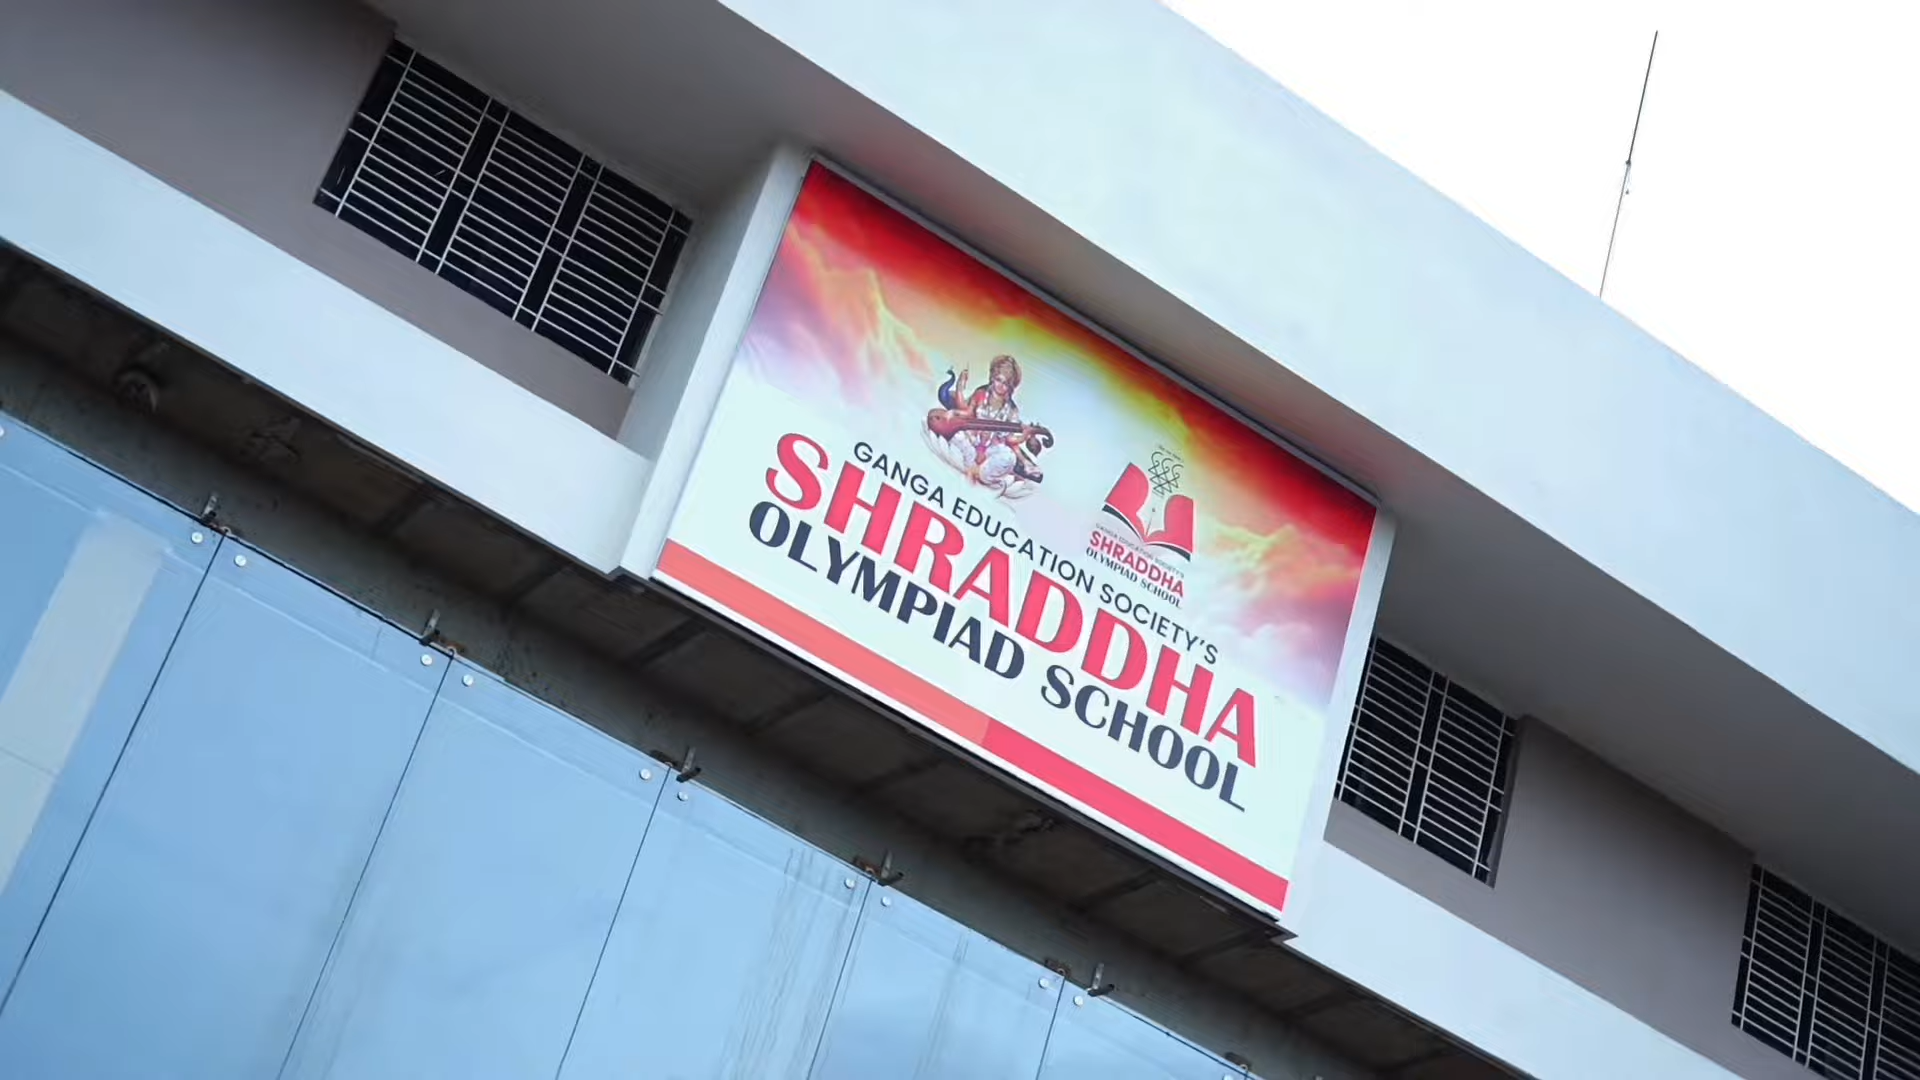 GANGA EDUCATION SOCIETY'S
SHRADDHA
OLYMPIAD SCHOOL
GANGA EDUCATION SOCIETY'S
SHRADDHA
OLYMPIAD SCHOOL